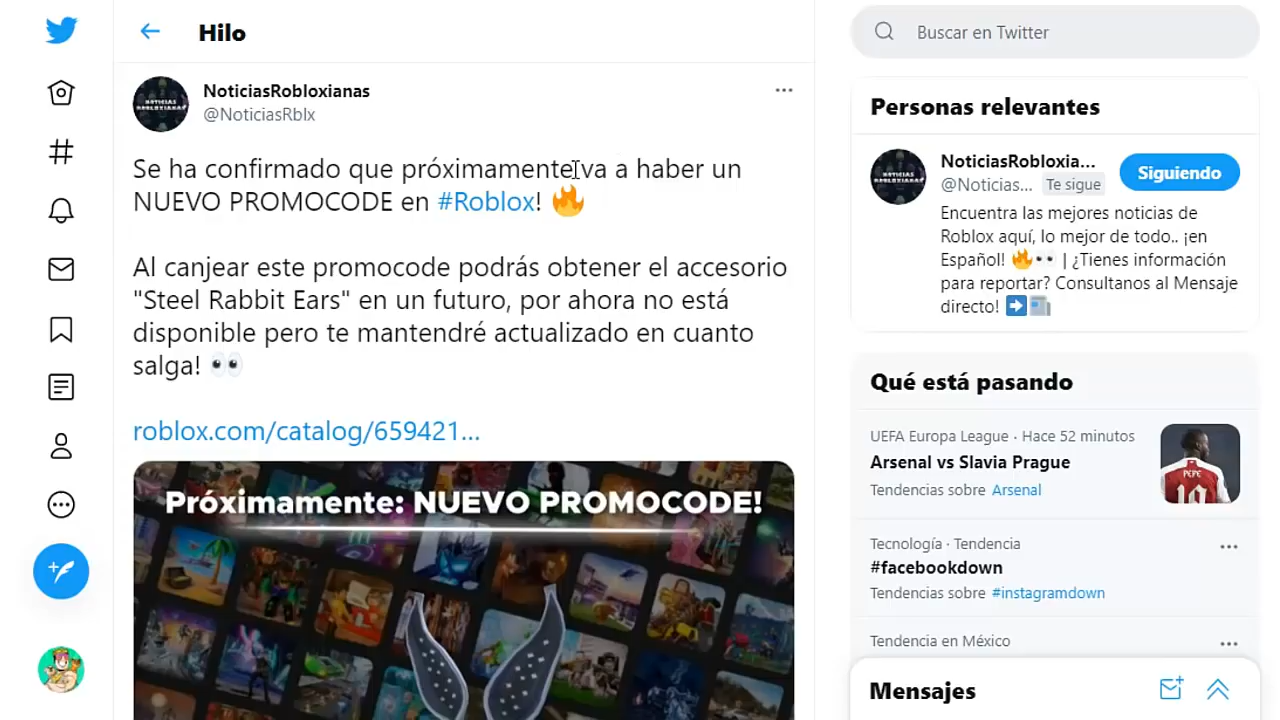 Hilo
NoticiasRobloxianas
@NoticiasRblx
Se ha confirmado que próximamente va a haber un
NUEVO PROMOCODE en #Roblox! 🔥
Al canjear este promocode podrás obtener el accesorio
"Steel Rabbit Ears" en un futuro, por ahora no está
disponible pero te mantendré actualizado en cuanto
salga! 👀
roblox.com/catalog/659421...
Próximamente: NUEVO PROMOCODE!
Buscar en Twitter
Personas relevantes
NoticiasRobloxia...
@Noticias... Te sigue
Siguiendo
Encuentra las mejores noticias de
Roblox aquí, lo mejor de todo.. ¡en
Español! 🔥👀 | ¿Tienes información
para reportar? Consultanos al Mensaje
directo! ➡️📰
Qué está pasando
UEFA Europa League · Hace 52 minutos
Arsenal vs Slavia Prague
Tendencias sobre Arsenal
PEPE
19
Tecnología · Tendencia
#facebookdown
Tendencias sobre #instagramdown
Tendencia en México
Mensajes
NOTICIAS
ROBLOXIANAS